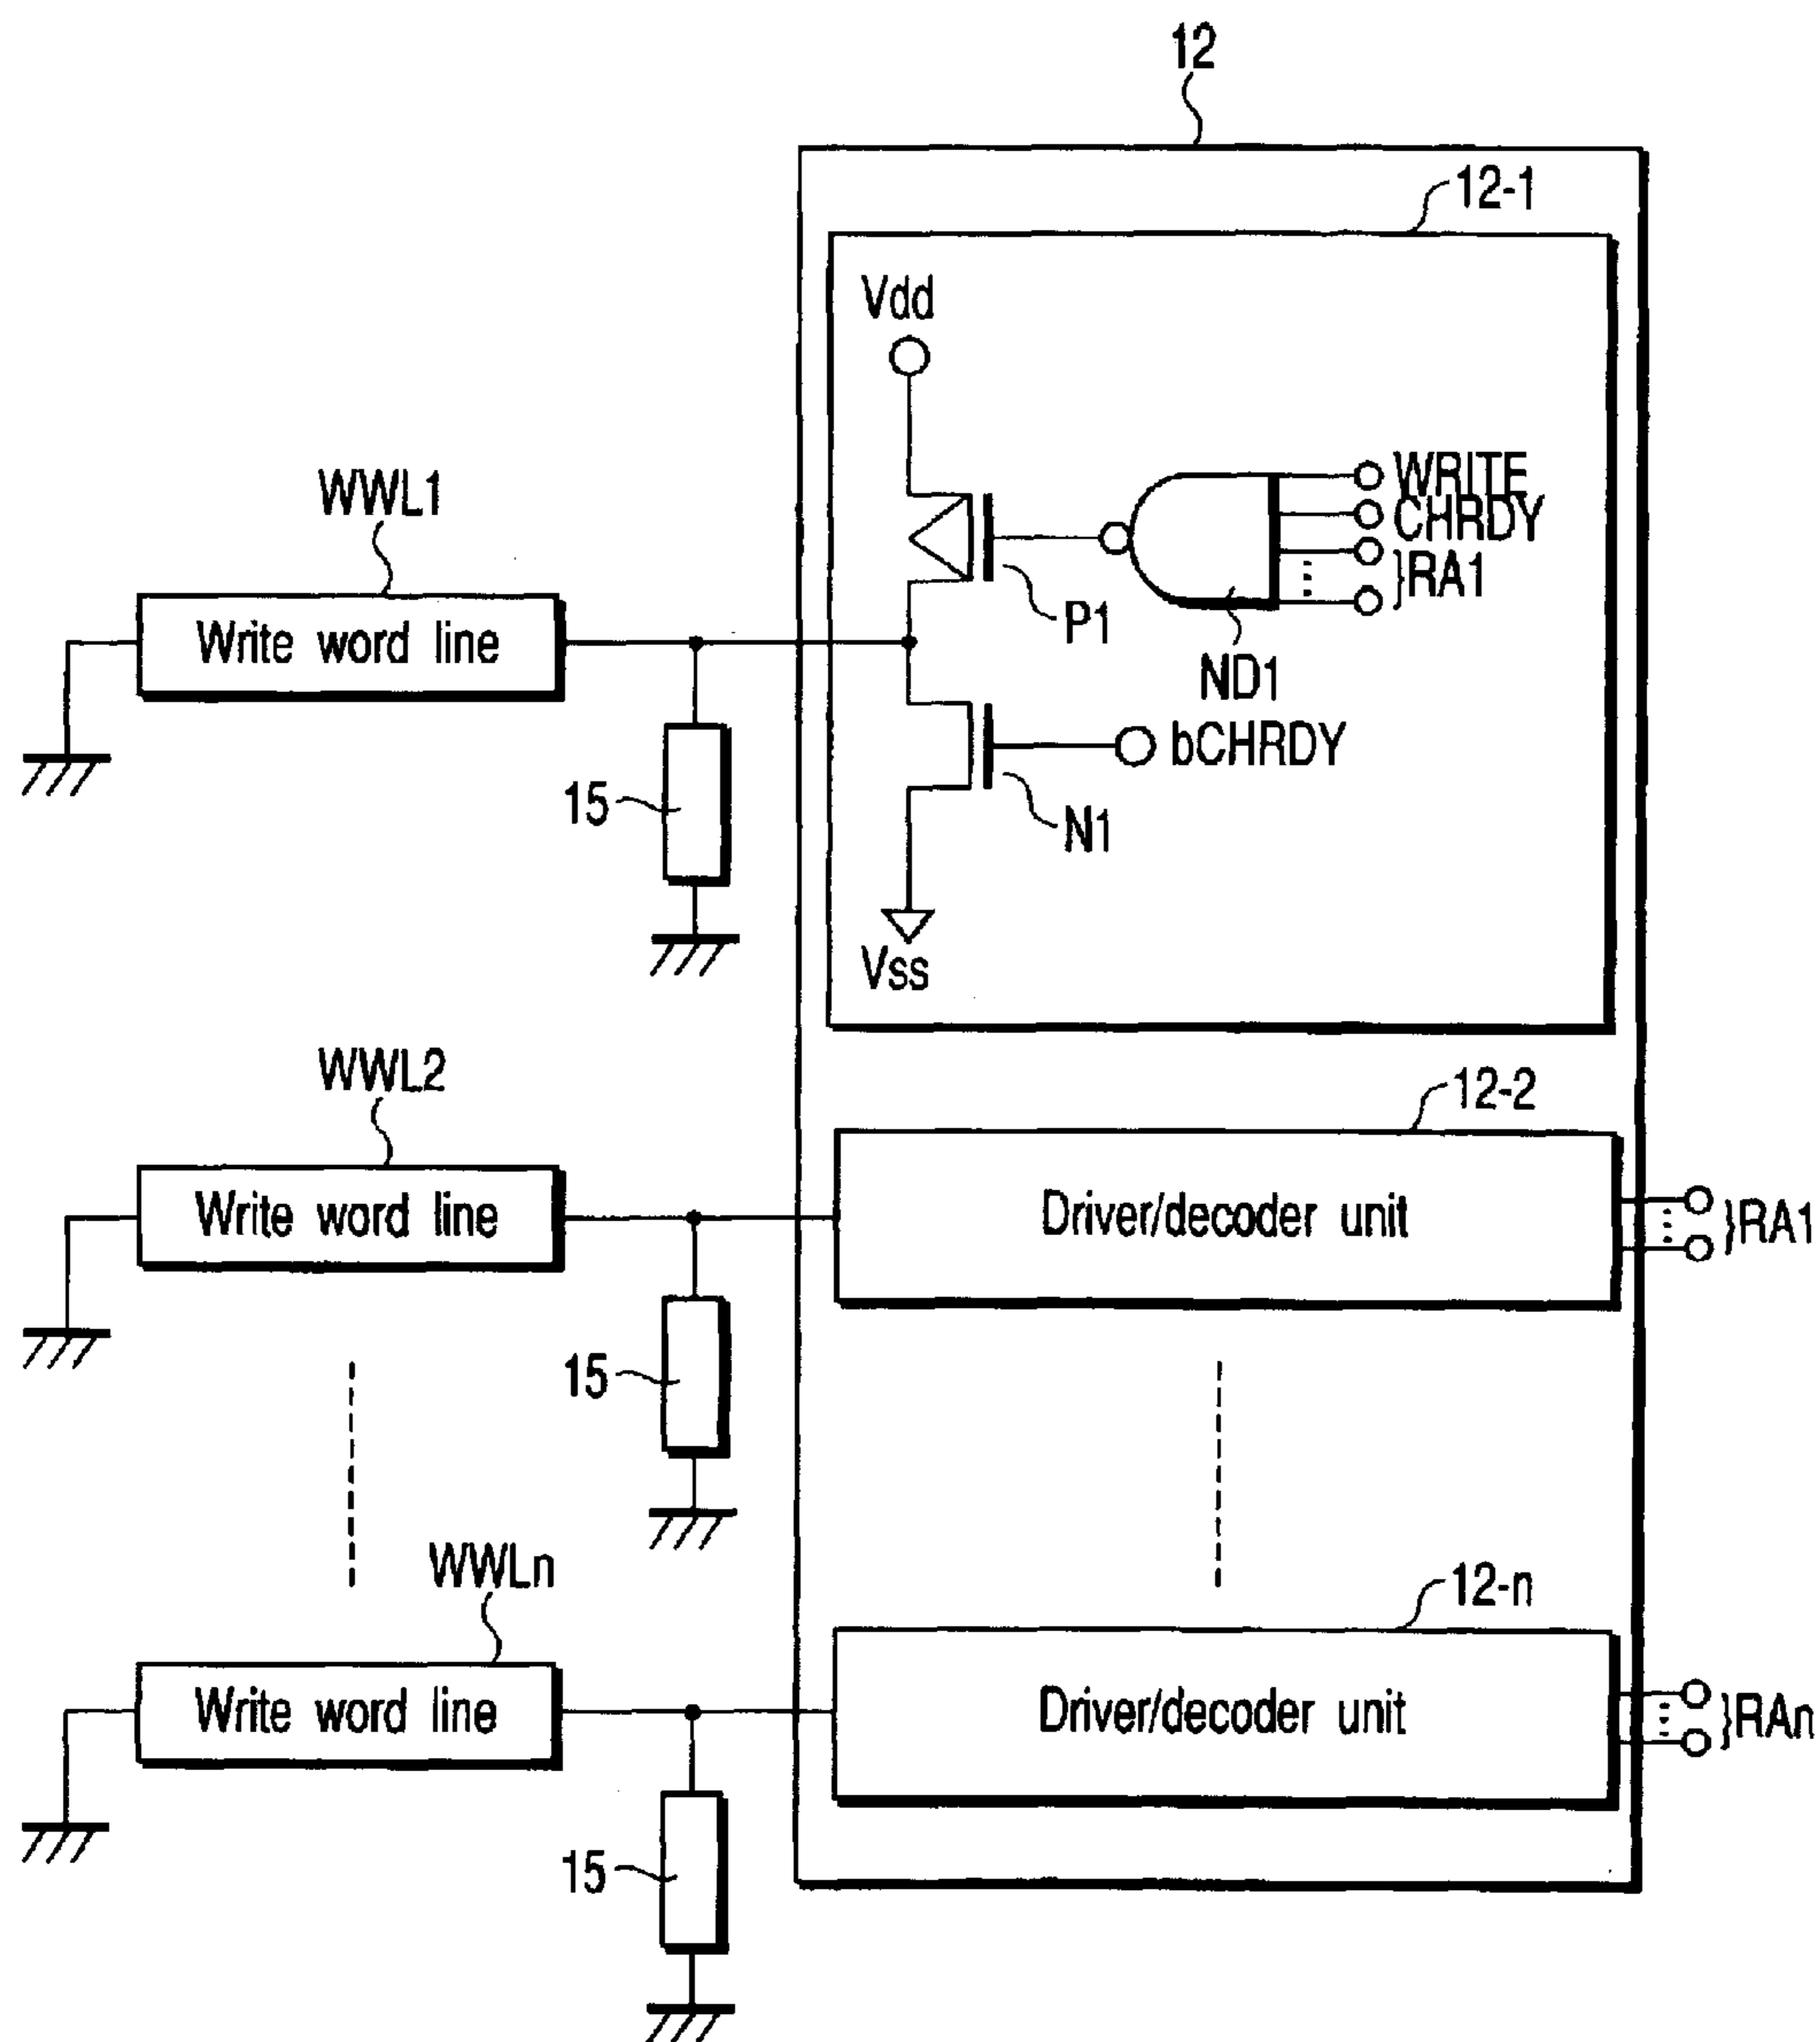 12
12-1
Vdd
WRITE
CHRDY
}RA1
WWL1
Write word line
P1
ND1
bCHRDY
15
N1
Vss
WWL2
12-2
Write word line
Driver/decoder unit
}RA1
15
WWLn
12-n
Write word line
Driver/decoder unit
}RAn
15